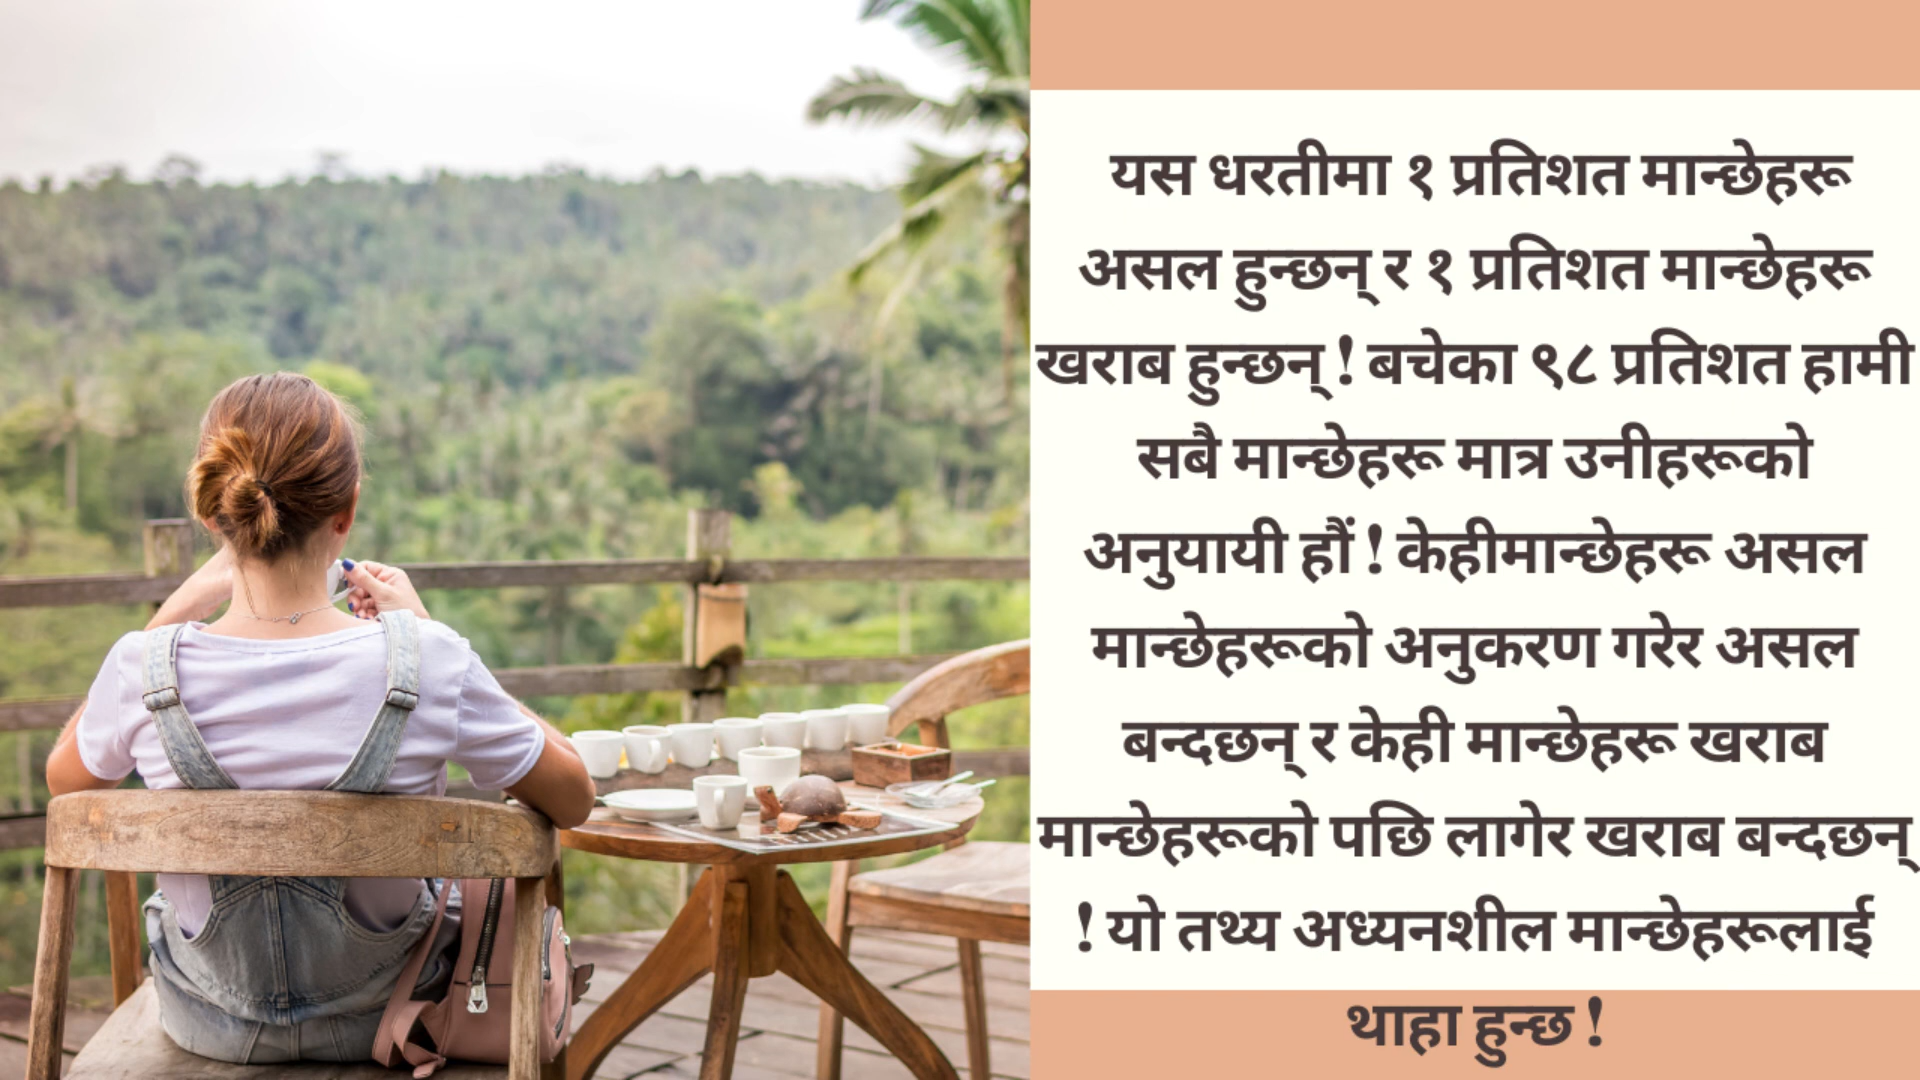 यस धरतीमा १ प्रतिशत मान्छेहरू
असल हुन्छन् र १ प्रतिशत मान्छेहरू
खराब हुन्छन् ! बचेका ९८ प्रतिशत हामी
सबै मान्छेहरू मात्र उनीहरूको
अनुयायी हौं ! केहीमान्छेहरू असल
मान्छेहरूको अनुकरण गरेर असल
बन्दछन् र केही मान्छेहरू खराब
मान्छेहरूको पछि लागेर खराब बन्दछन्
! यो तथ्य अध्यनशील मान्छेहरूलाई
थाहा हुन्छ !